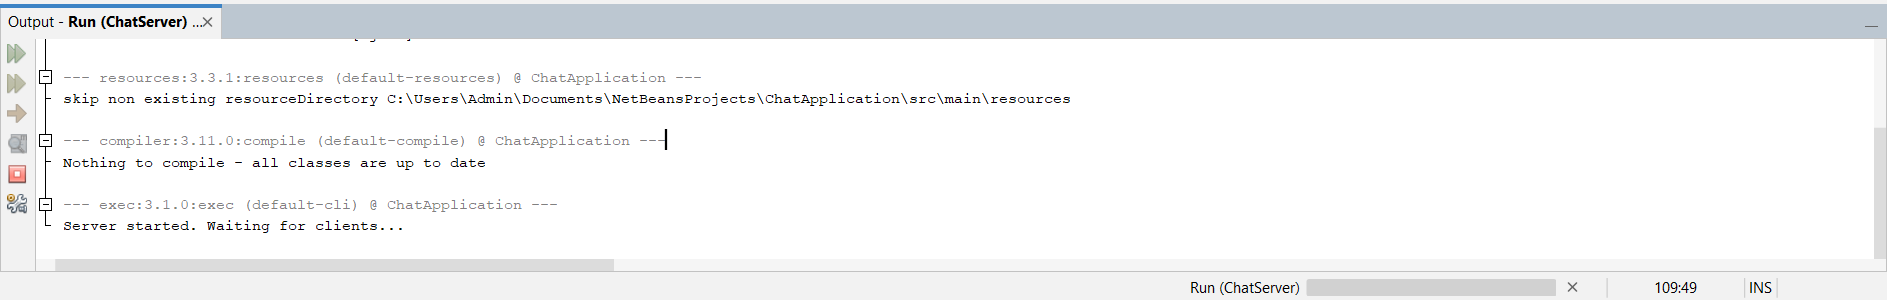 Output - Run (ChatServer) ...
--- resources:3.3.1:resources (default-resources) @ ChatApplication ---
skip non existing resourceDirectory C:\Users\Admin\Documents\NetBeansProjects\ChatApplication\src\main\resources
--- compiler:3.11.0:compile (default-compile) @ ChatApplication ---
Nothing to compile - all classes are up to date
--- exec:3.1.0:exec (default-cli) @ ChatApplication ---
Server started. Waiting for clients...
Run (ChatServer) 109:49 INS